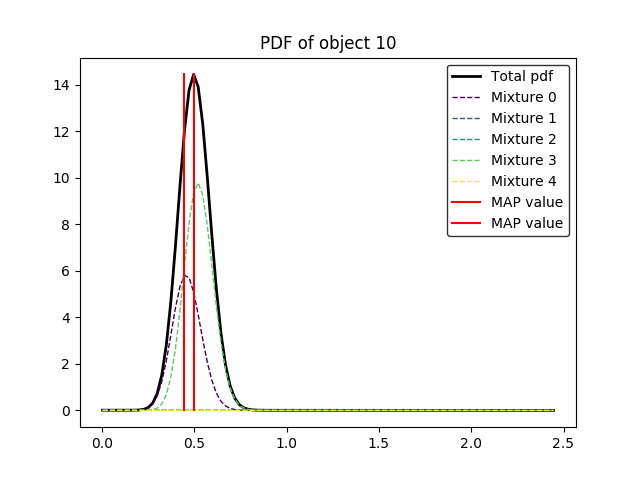 PDF of object 10
14
12
10
8
6
4
2
0
0.0 0.5 1.0 1.5 2.0 2.5
Total pdf
Mixture 0
Mixture 1
Mixture 2
Mixture 3
Mixture 4
MAP value
MAP value